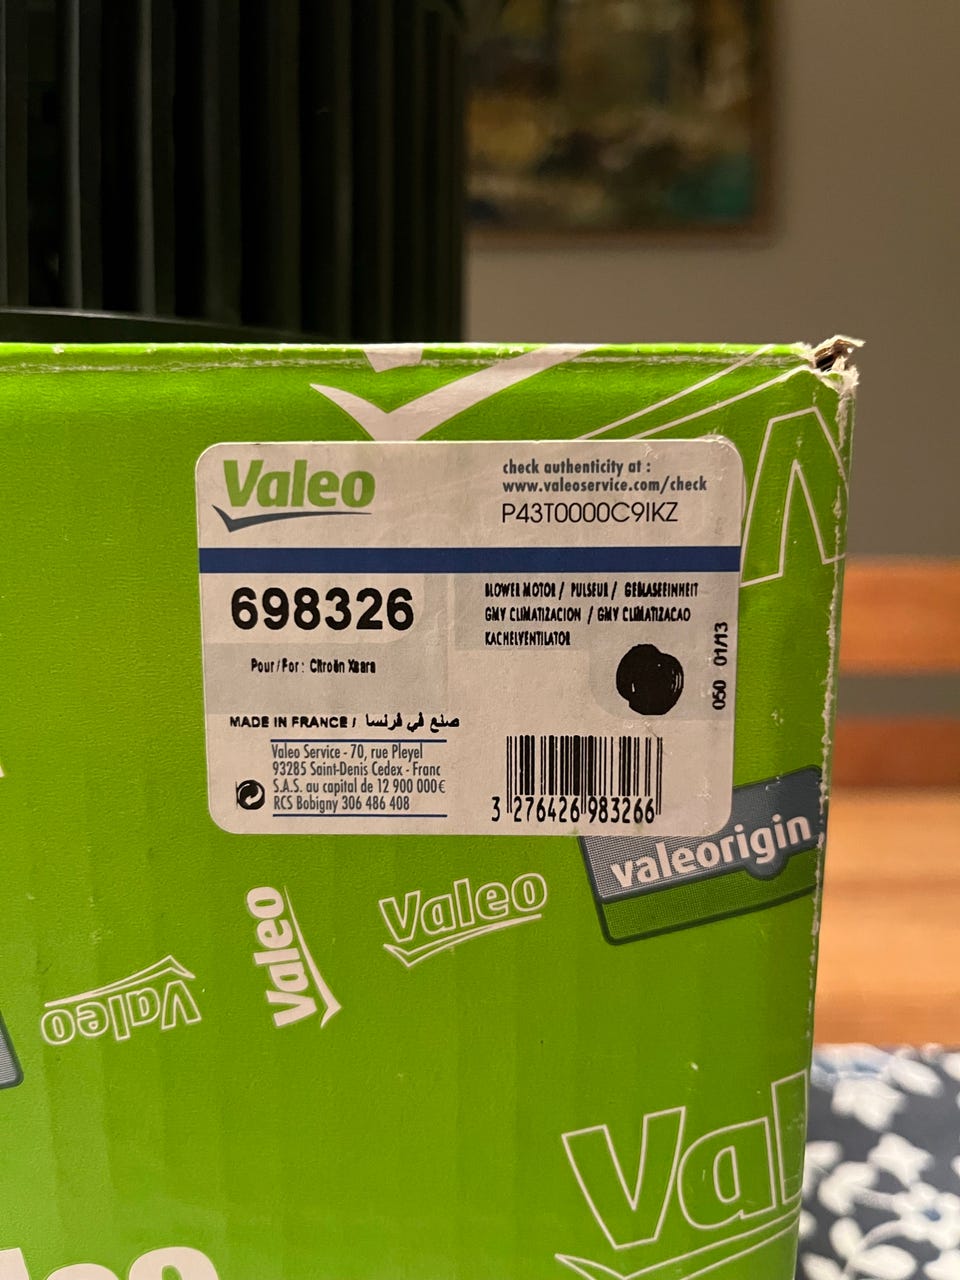 Valeo
check authenticity at :
www.valeoservice.com/check
P43T0000C9IKZ
698326
BLOWER MOTOR / PULSEUR / GEBLASEEINHEIT
GMV CLIMATIZACION / GMV CLIMATIZACAO
KACHELVENTILATOR
Pour / For : Citroën Xsara
050 01/13
MADE IN FRANCE / صنع في فرنسا
Valeo Service - 70, rue Pleyel
93285 Saint-Denis Cedex - Franc
S.A.S. au capital de 12 900 000€
RCS Bobigny 306 486 408
3 276426 983266
valeorigin
Valeo
Valeo
Valeo
Val
eo